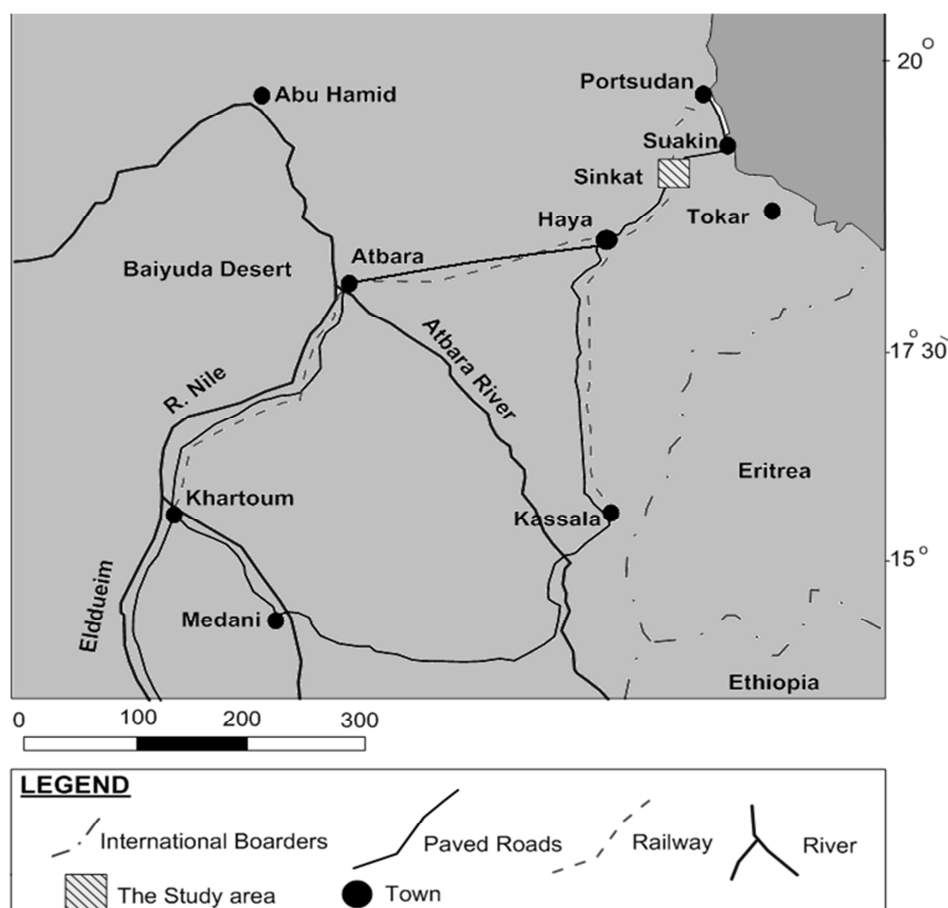 20°
Portsudan
Abu Hamid
Suakin
Sinkat
Tokar
Haya
Atbara
Baiyuda Desert
17° 30'
Atbara River
R. Nile
Eritrea
Khartoum
Kassala
15°
Elddueim
Medani
Ethiopia
0 100 200 300
LEGEND
International Boarders
Paved Roads
Railway
River
The Study area
Town